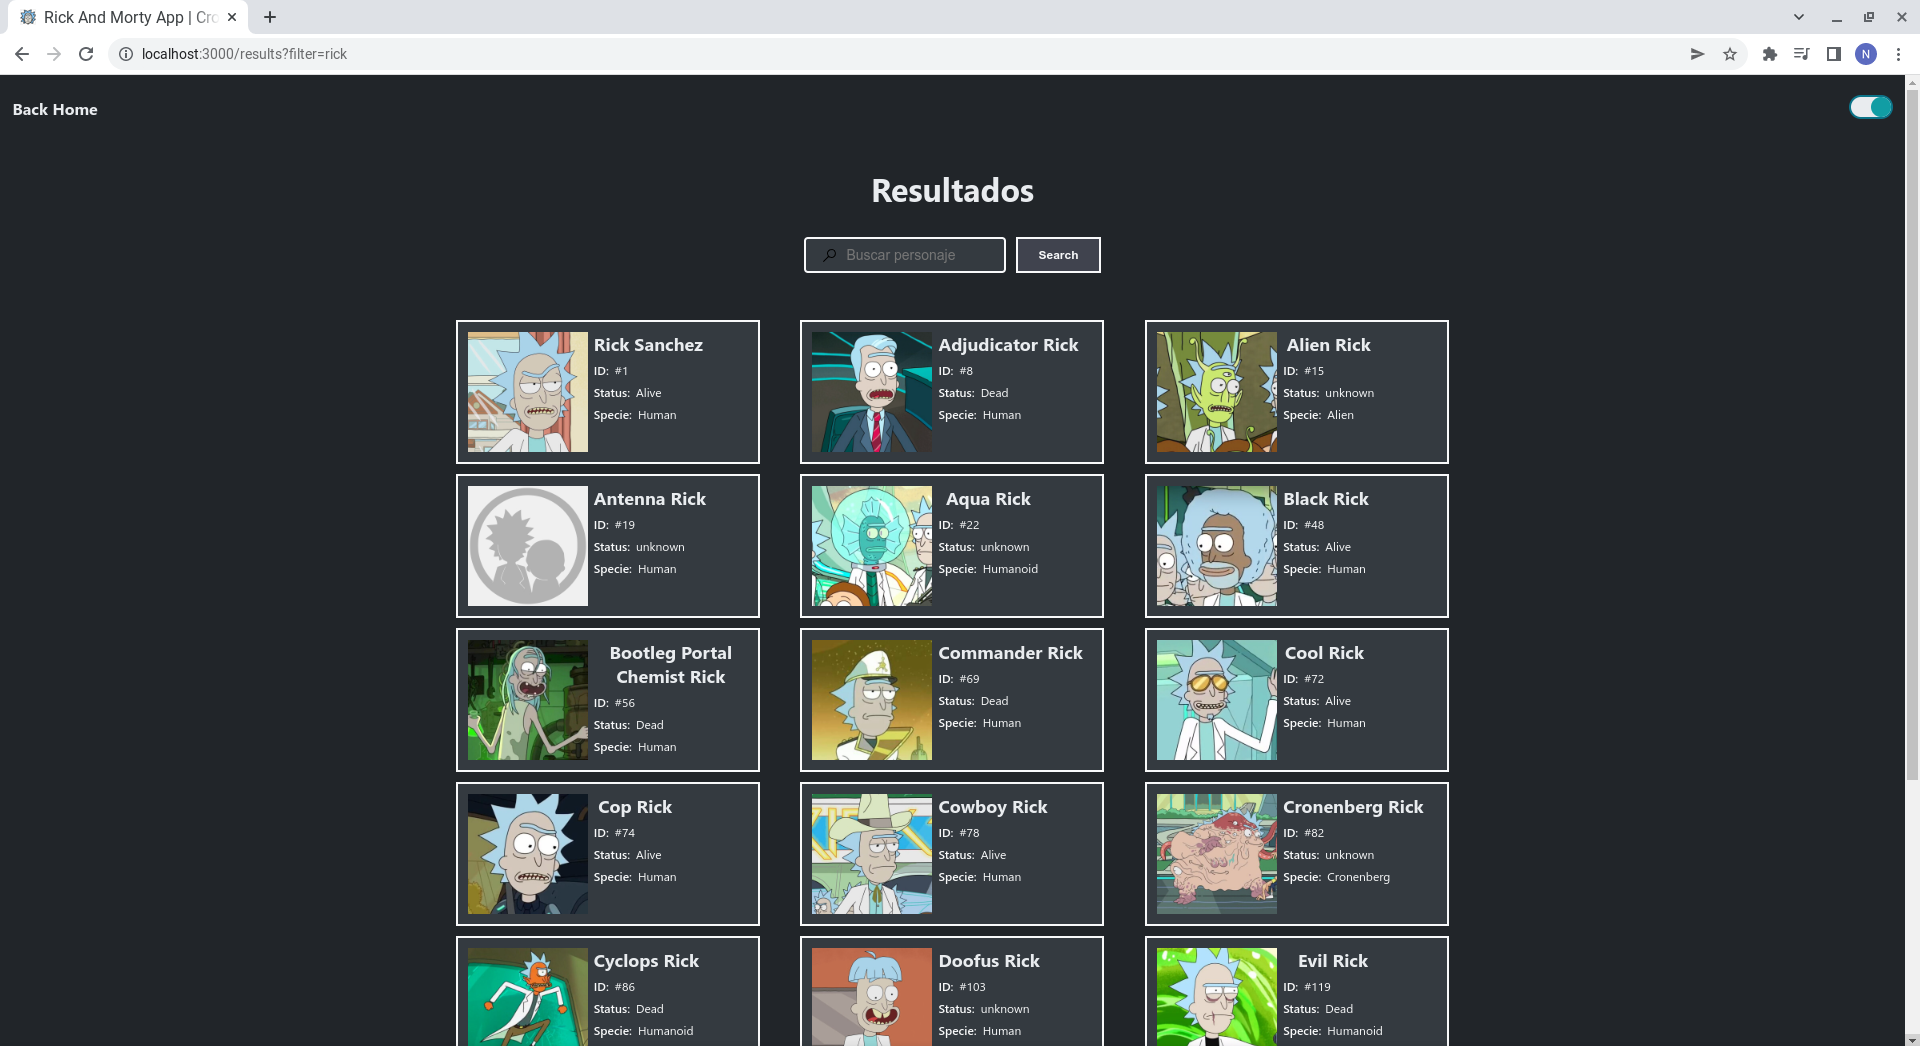 Rick And Morty App | Cro
localhost:3000/results?filter=rick
N
Back Home
Resultados
Buscar personaje
Search
Rick Sanchez
ID: #1
Status: Alive
Specie: Human
Adjudicator Rick
ID: #8
Status: Dead
Specie: Human
Alien Rick
ID: #15
Status: unknown
Specie: Alien
Antenna Rick
ID: #19
Status: unknown
Specie: Human
Aqua Rick
ID: #22
Status: unknown
Specie: Humanoid
Black Rick
ID: #48
Status: Alive
Specie: Human
Bootleg Portal
Chemist Rick
ID: #56
Status: Dead
Specie: Human
Commander Rick
ID: #69
Status: Dead
Specie: Human
Cool Rick
ID: #72
Status: Alive
Specie: Human
Cop Rick
ID: #74
Status: Alive
Specie: Human
Cowboy Rick
ID: #78
Status: Alive
Specie: Human
Cronenberg Rick
ID: #82
Status: unknown
Specie: Cronenberg
Cyclops Rick
ID: #86
Status: Dead
Specie: Humanoid
Doofus Rick
ID: #103
Status: unknown
Specie: Human
Evil Rick
ID: #119
Status: Dead
Specie: Humanoid